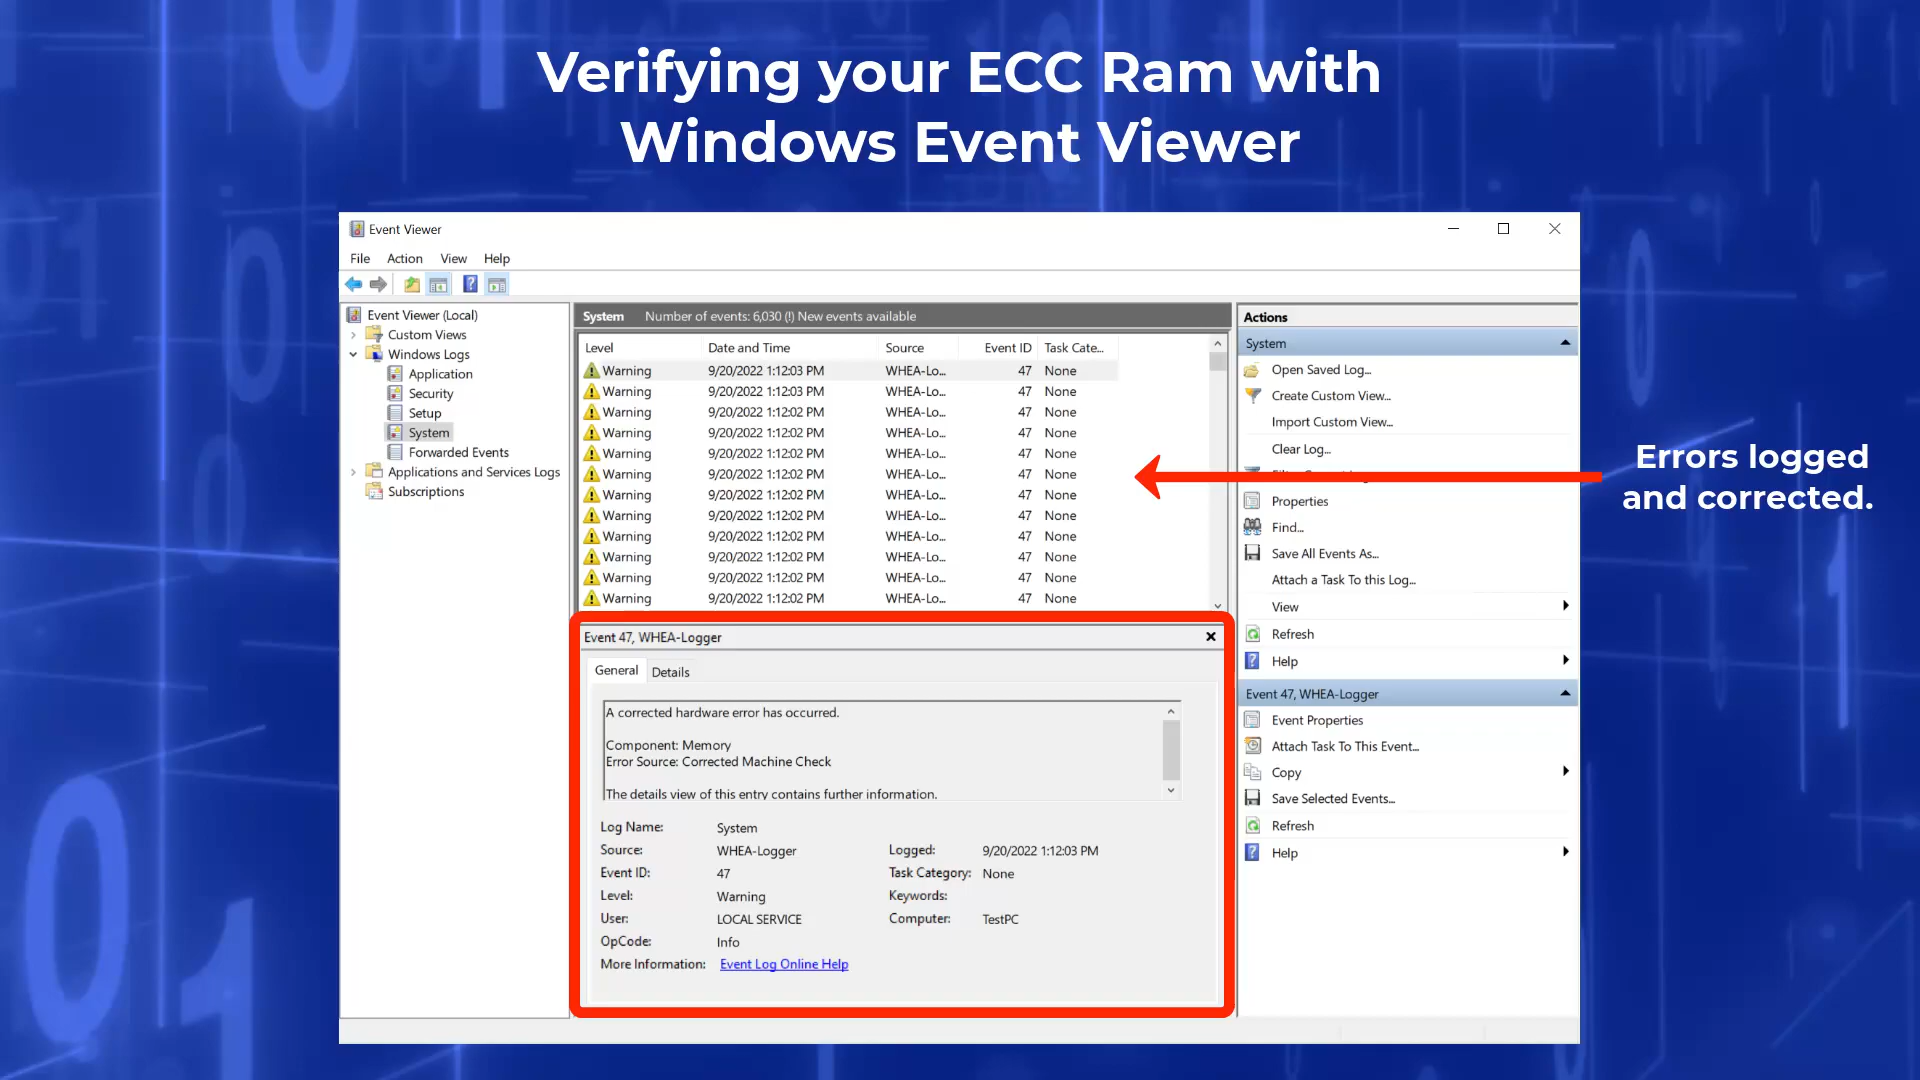 Verifying your ECC Ram with
Windows Event Viewer
Event Viewer
File Action View Help
Event Viewer (Local)
Custom Views
Windows Logs
Application
Security
Setup
System
Forwarded Events
Applications and Services Logs
Subscriptions
System Number of events: 6,030 (!) New events available
Level Date and Time Source Event ID Task Cate...
Warning 9/20/2022 1:12:03 PM WHEA-Lo... 47 None
Warning 9/20/2022 1:12:03 PM WHEA-Lo... 47 None
Warning 9/20/2022 1:12:02 PM WHEA-Lo... 47 None
Warning 9/20/2022 1:12:02 PM WHEA-Lo... 47 None
Warning 9/20/2022 1:12:02 PM WHEA-Lo... 47 None
Warning 9/20/2022 1:12:02 PM WHEA-Lo... 47 None
Warning 9/20/2022 1:12:02 PM WHEA-Lo... 47 None
Warning 9/20/2022 1:12:02 PM WHEA-Lo... 47 None
Warning 9/20/2022 1:12:02 PM WHEA-Lo... 47 None
Warning 9/20/2022 1:12:02 PM WHEA-Lo... 47 None
Warning 9/20/2022 1:12:02 PM WHEA-Lo... 47 None
Warning 9/20/2022 1:12:02 PM WHEA-Lo... 47 None
Event 47, WHEA-Logger
General Details
A corrected hardware error has occurred.
Component: Memory
Error Source: Corrected Machine Check
The details view of this entry contains further information.
Log Name: System
Source: WHEA-Logger Logged: 9/20/2022 1:12:03 PM
Event ID: 47 Task Category: None
Level: Warning Keywords:
User: LOCAL SERVICE Computer: TestPC
OpCode: Info
More Information: Event Log Online Help
Actions
System
Open Saved Log...
Create Custom View...
Import Custom View...
Clear Log...
Properties
Find...
Save All Events As...
Attach a Task To this Log...
View
Refresh
Help
Event 47, WHEA-Logger
Event Properties
Attach Task To This Event...
Copy
Save Selected Events...
Refresh
Help
Errors logged
and corrected.